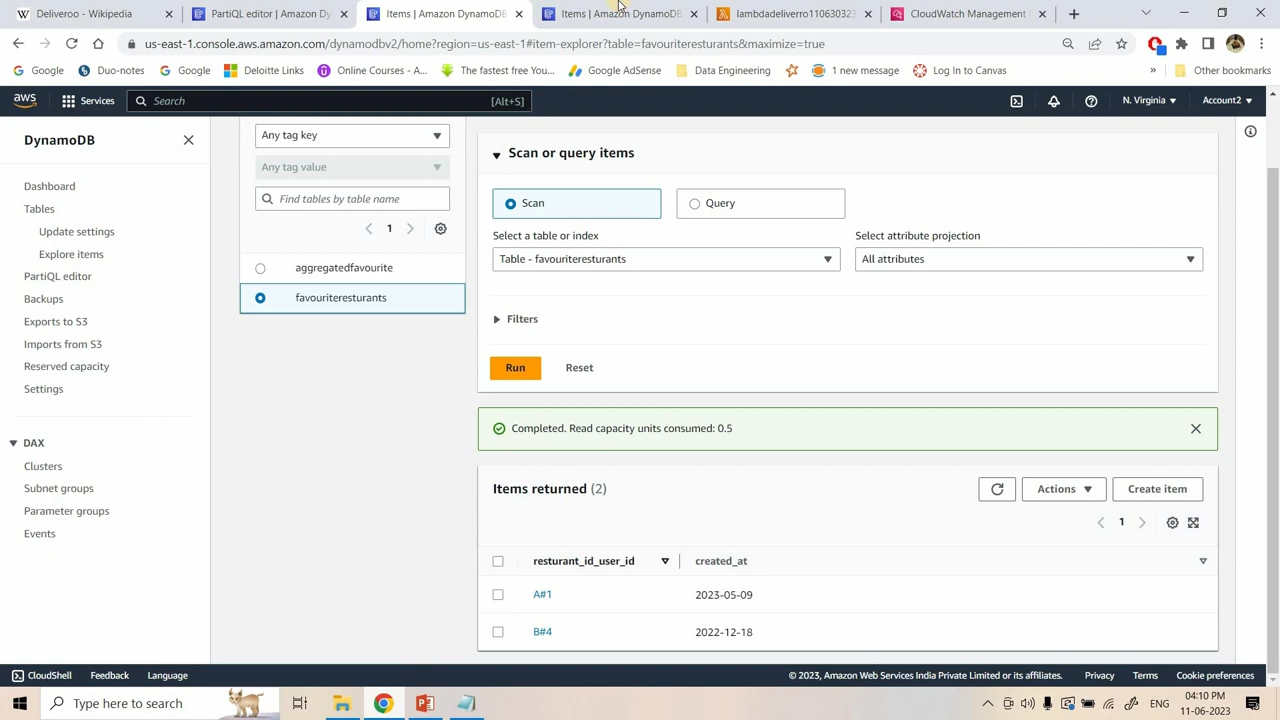 Deliveroo - Wikipedia
PartiQL editor | Amazon Dy
Items | Amazon DynamoDB
Items | Amazon DynamoDB
lambdadeliver110630323
CloudWatch Management
us-east-1.console.aws.amazon.com/dynamodbv2/home?region=us-east-1#item-explorer?table=favouriteresturants&maximize=true
Google
Duo-notes
Google
Deloitte Links
Online Courses - A...
The fastest free You...
Google AdSense
Data Engineering
1 new message
Log In to Canvas
»
Other bookmarks
aws
Services
Search
[Alt+S]
N. Virginia
Account2
DynamoDB
Dashboard
Tables
Update settings
Explore items
PartiQL editor
Backups
Exports to S3
Imports from S3
Reserved capacity
Settings
DAX
Clusters
Subnet groups
Parameter groups
Events
Any tag key
Any tag value
Find tables by table name
1
aggregatedfavourite
favouriteresturants
Scan or query items
Scan
Query
Select a table or index
Select attribute projection
Table - favouriteresturants
All attributes
Filters
Run
Reset
Completed. Read capacity units consumed: 0.5
Items returned (2)
Actions
Create item
1
resturant_id_user_id
created_at
A#1
2023-05-09
B#4
2022-12-18
CloudShell
Feedback
Language
© 2023, Amazon Web Services India Private Limited or its affiliates.
Privacy
Terms
Cookie preferences
Type here to search
ENG
04:10 PM
11-06-2023